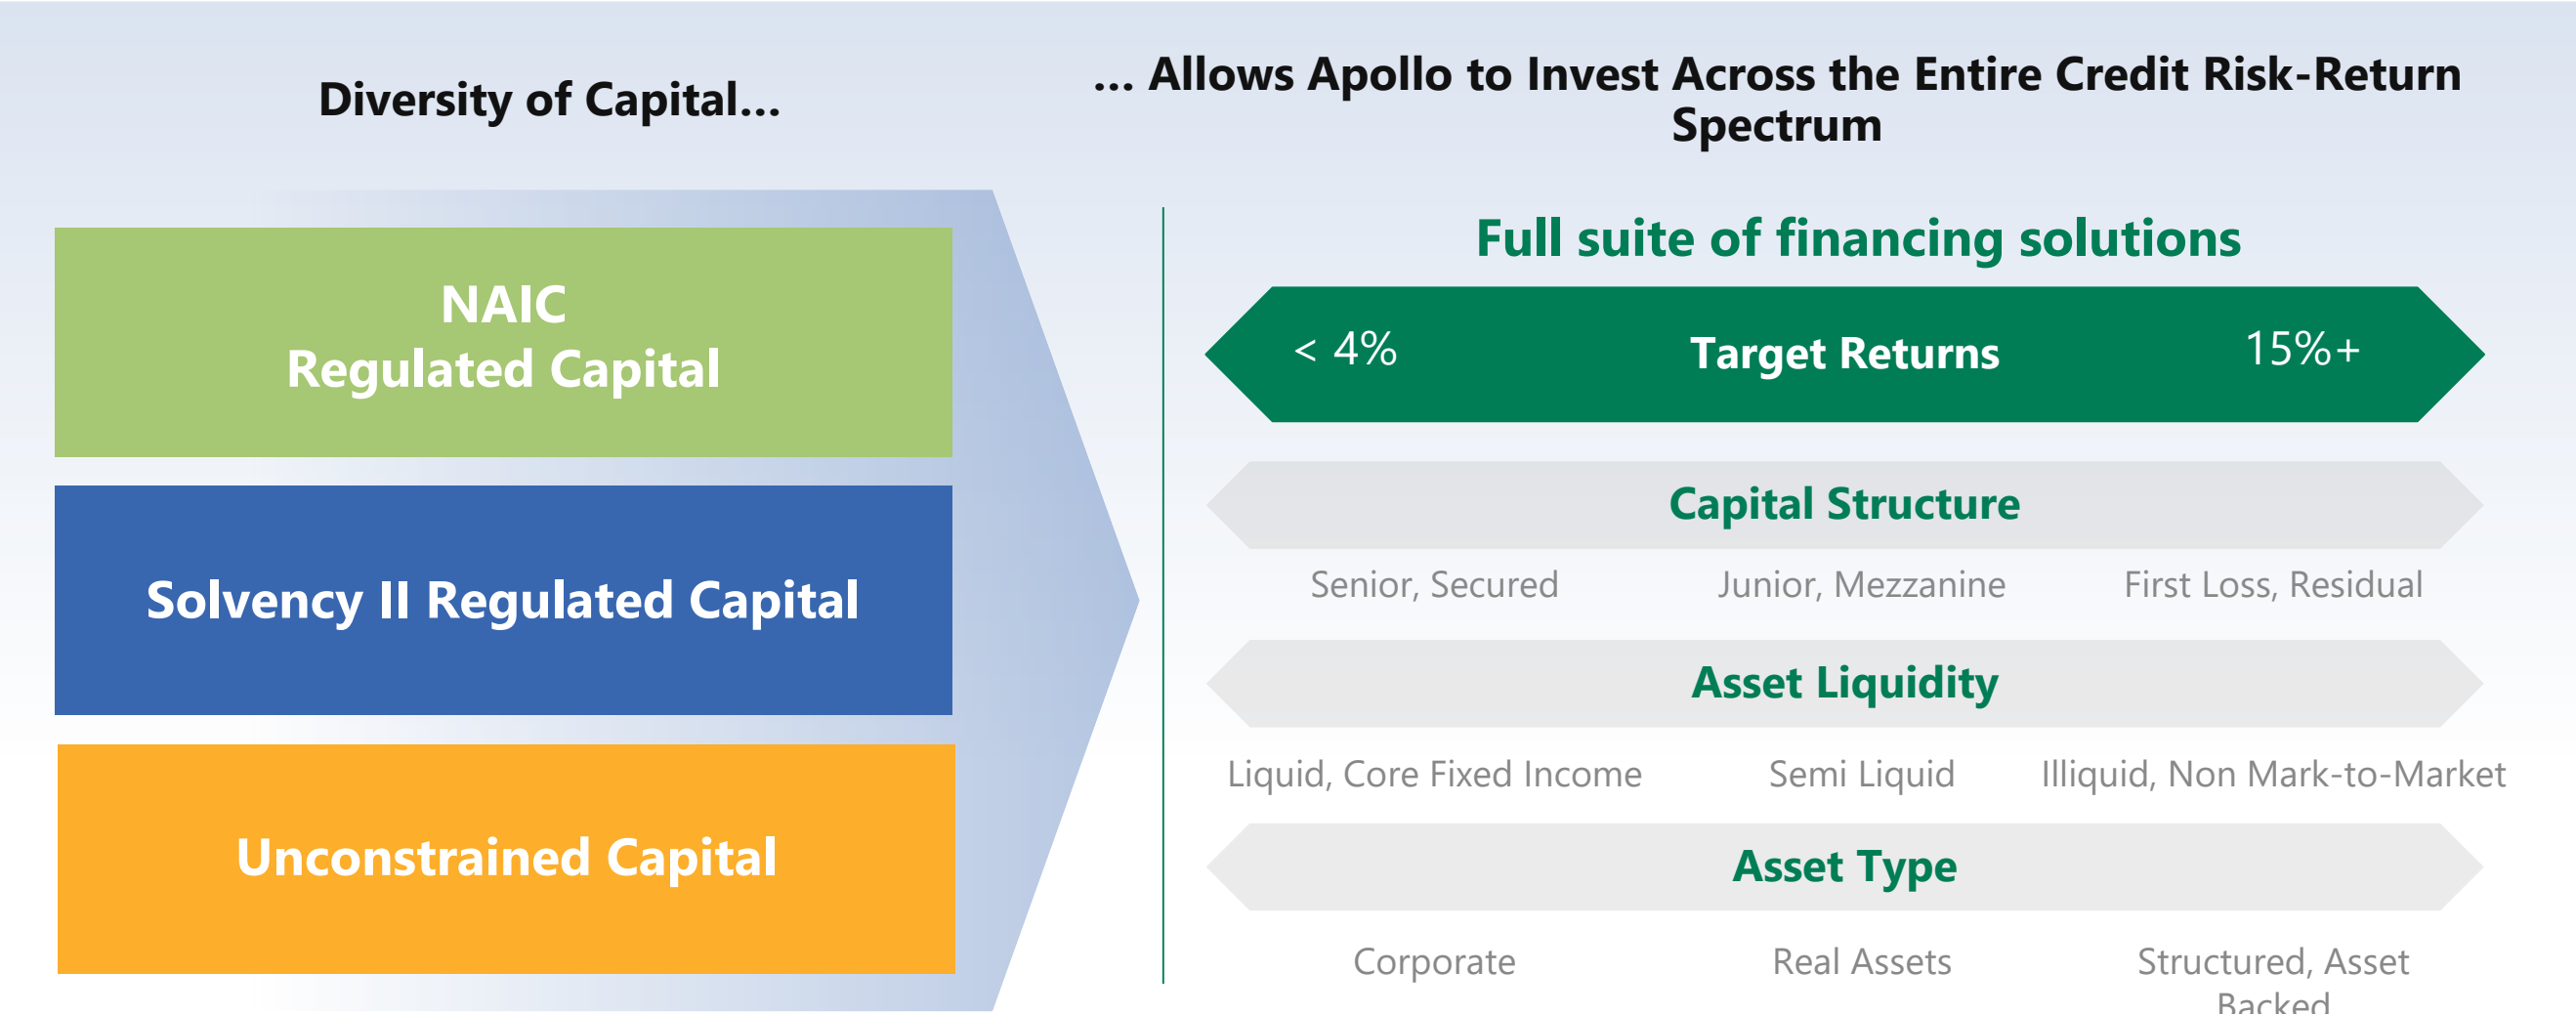 Diversity of Capital...
... Allows Apollo to Invest Across the Entire Credit Risk-Return
Spectrum
NAIC
Regulated Capital
Solvency II Regulated Capital
Unconstrained Capital
Full suite of financing solutions
< 4% Target Returns 15%+
Capital Structure
Senior, Secured Junior, Mezzanine First Loss, Residual
Asset Liquidity
Liquid, Core Fixed Income Semi Liquid Illiquid, Non Mark-to-Market
Asset Type
Corporate Real Assets Structured, Asset
Backed